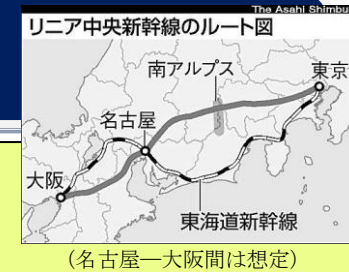 The Asahi Shimbu
リニア中央新幹線のルート図
南アルプス
東京
名古屋
大阪
東海道新幹線
(名古屋―大阪間は想定)